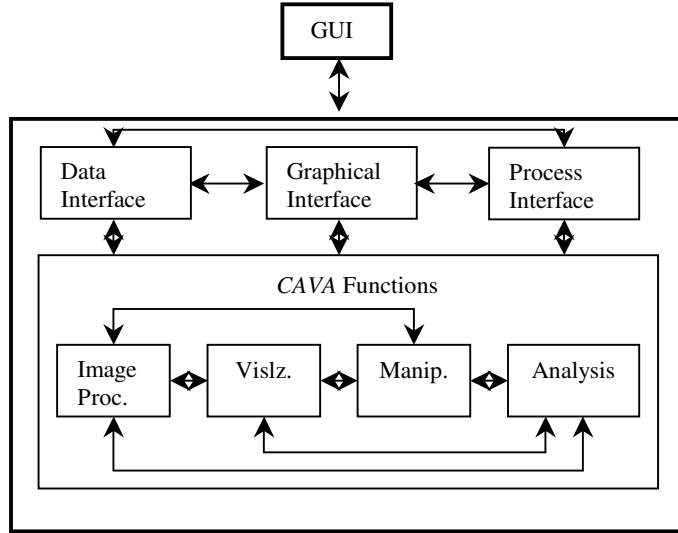 GUI
Data
Interface
Graphical
Interface
Process
Interface
CAVA Functions
Image
Proc.
Vislz.
Manip.
Analysis